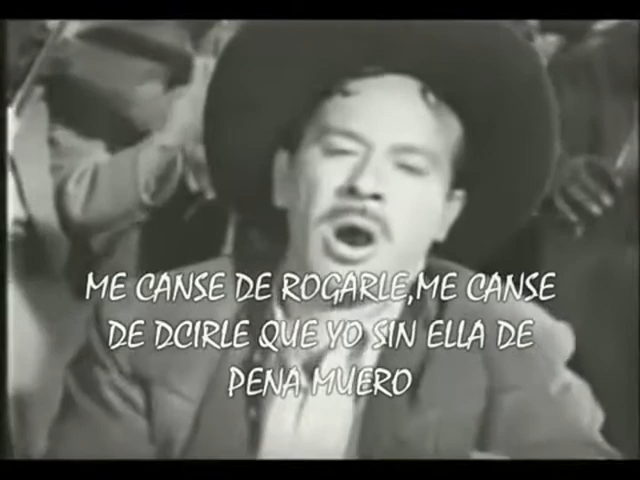 ME CANSE DE ROGARLE,ME CANSE
DE DCIRLE QUE YO SIN ELLA DE
PENA MUERO